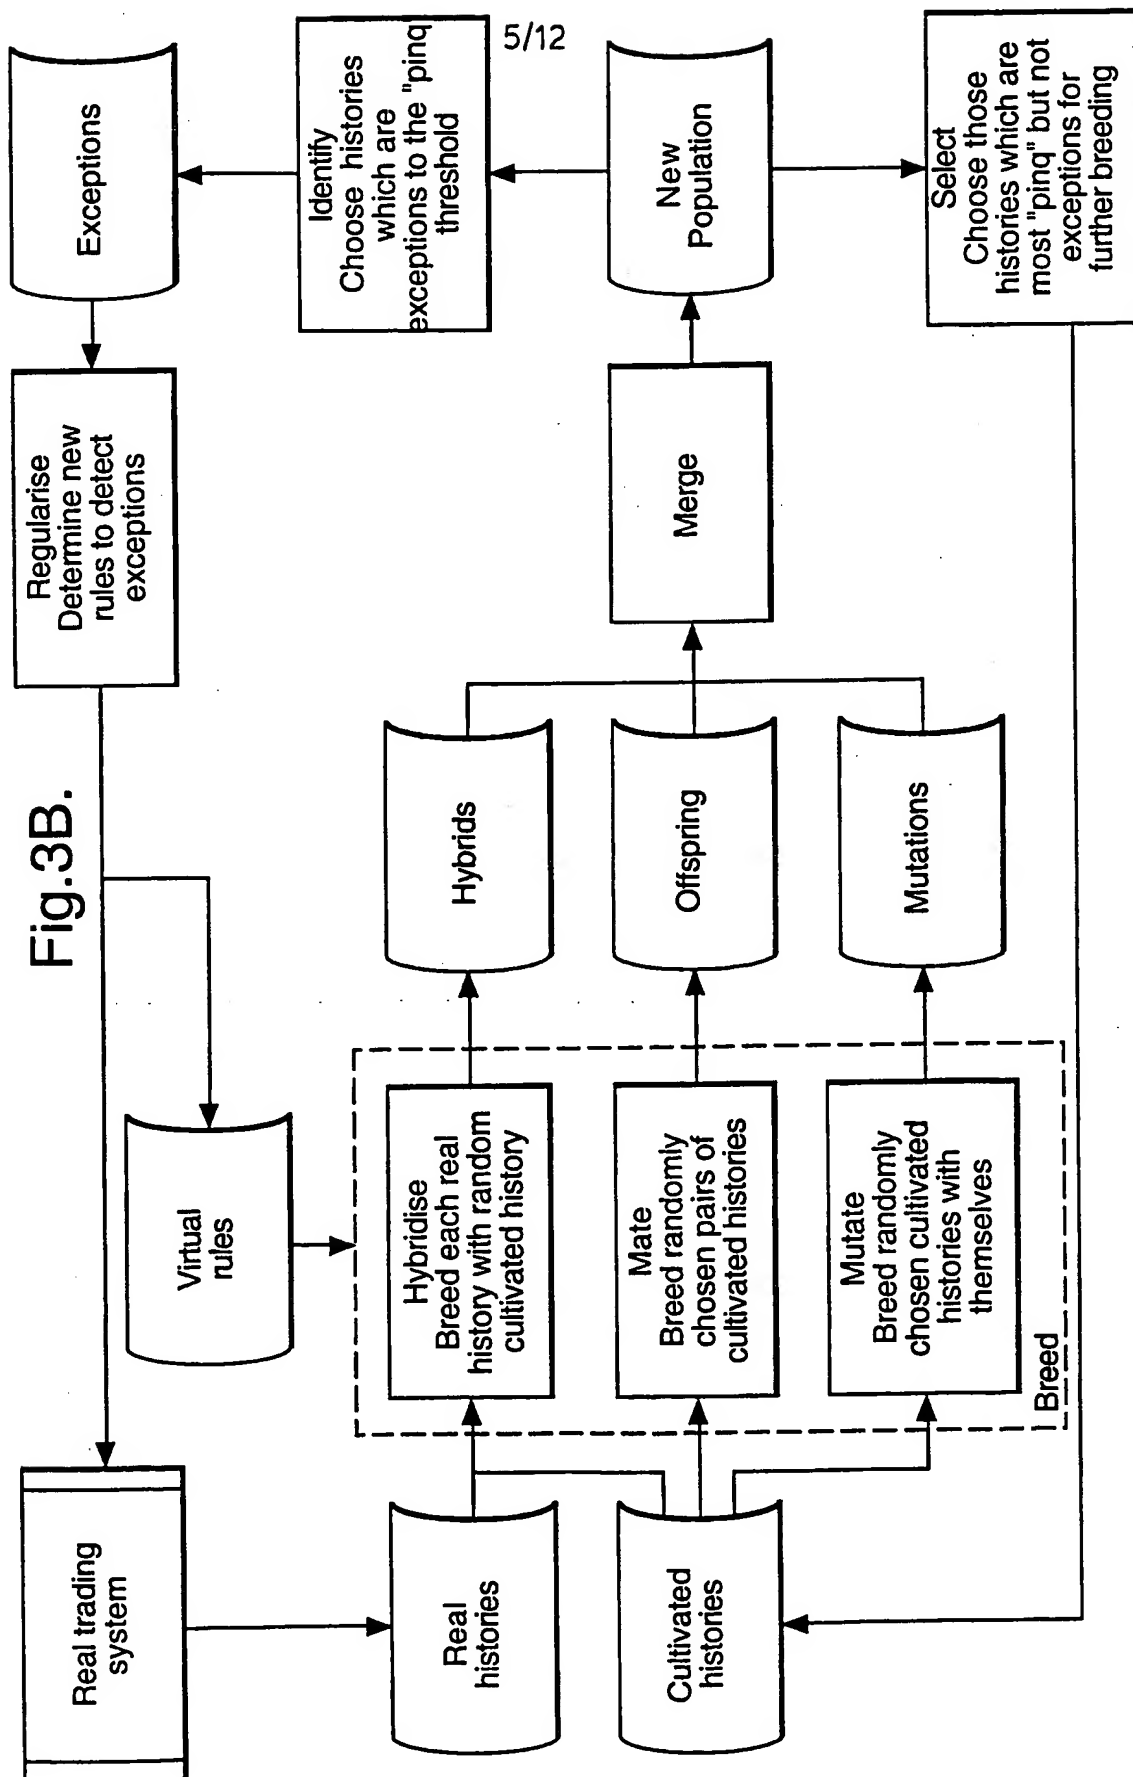 5/12
Fig.3B.
Real trading
system
Regularise
Determine new
rules to detect
exceptions
Exceptions
Virtual
rules
Identify
Choose histories
which are
exceptions to the "pinq
threshold
Real
histories
Hybridise
Breed each real
history with random
cultivated history
Hybrids
Cultivated
histories
Mate
Breed randomly
chosen pairs of
cultivated histories
Offspring
Merge
New
Population
Mutate
Breed randomly
chosen cultivated
histories with
themselves
Mutations
Breed
Select
Choose those
histories which are
most "pinq" but not
exceptions for
further breeding